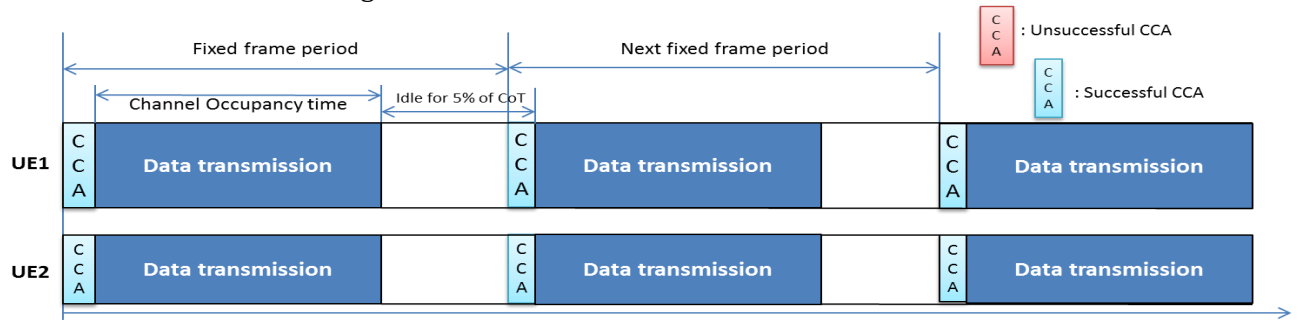 Fixed frame period
Next fixed frame period
CCA
: Unsuccessful CCA
CCA
: Successful CCA
Channel Occupancy time
Idle for 5% of CoT
UE1
CCA
Data transmission
CCA
Data transmission
CCA
Data transmission
UE2
CCA
Data transmission
CCA
Data transmission
CCA
Data transmission